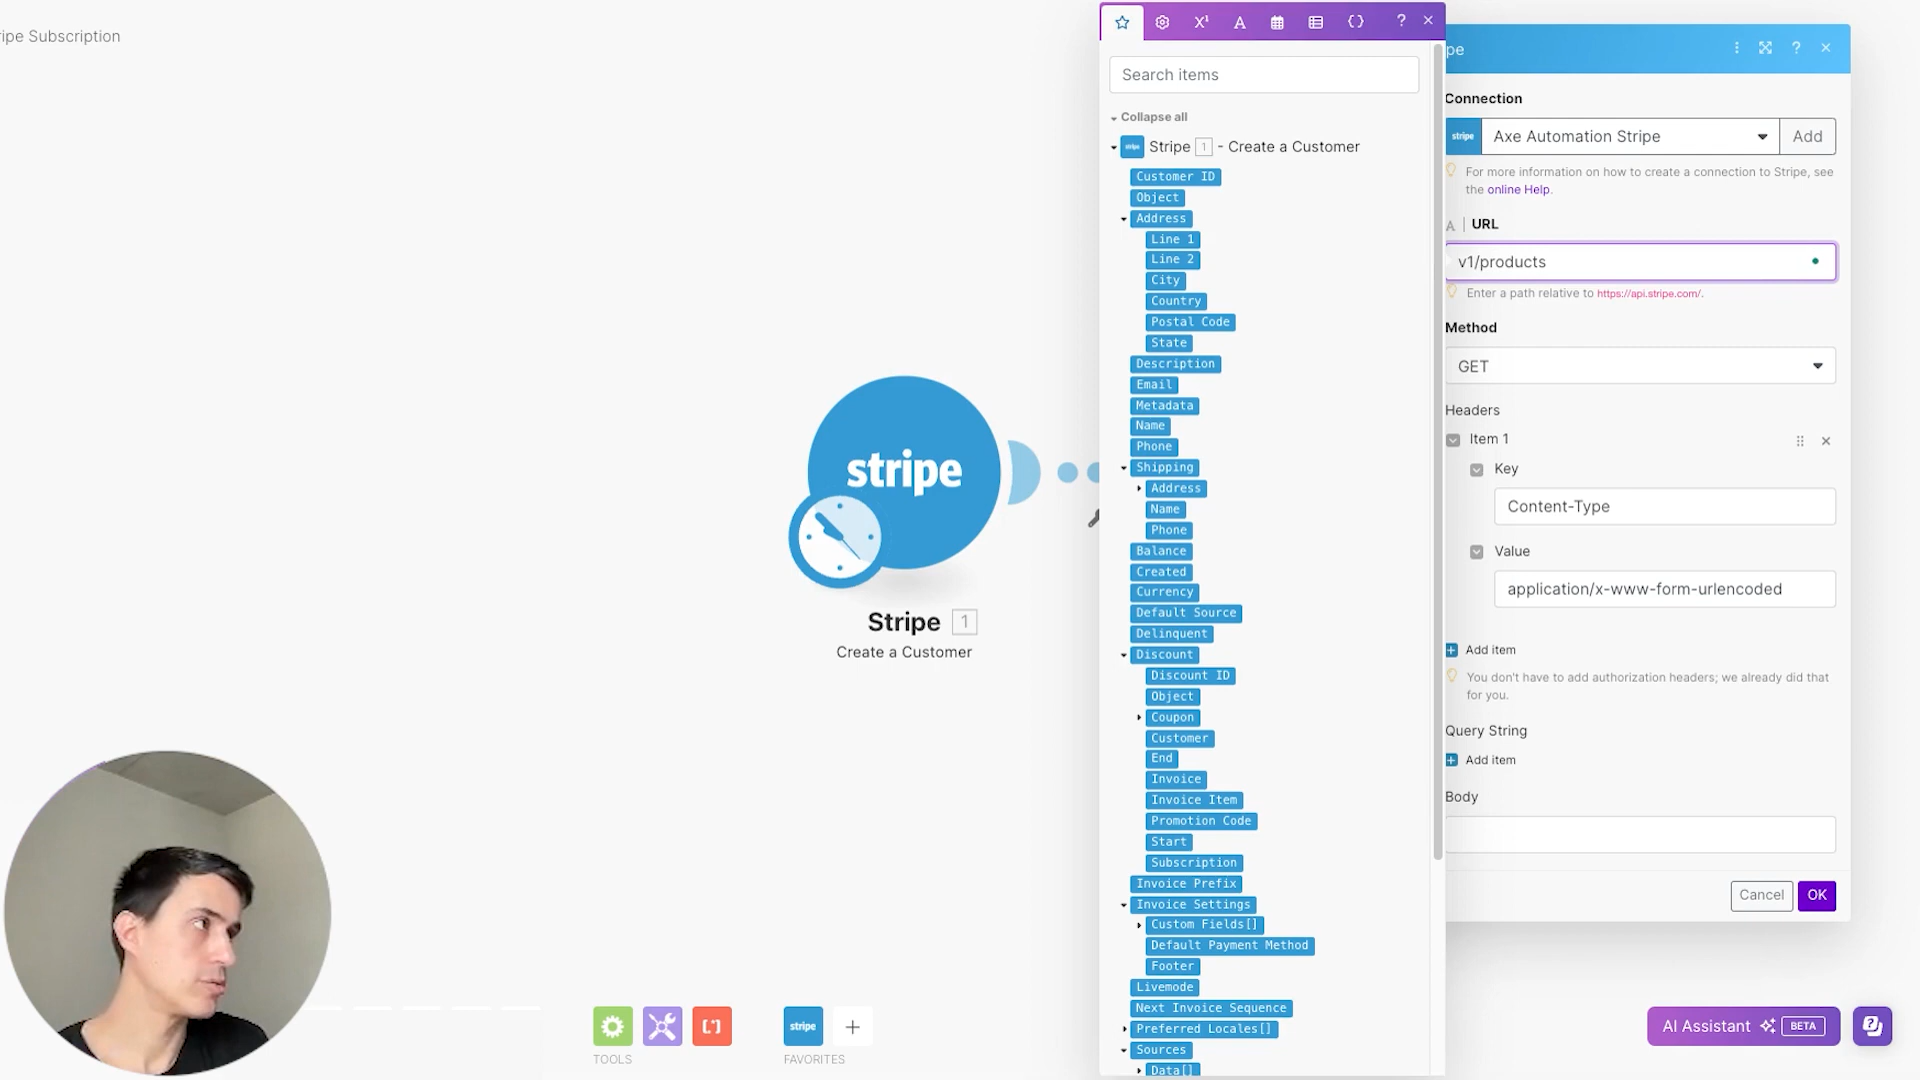 ripe Subscription
stripe
Stripe 1
Create a Customer
TOOLS
stripe
FAVORITES
X¹
A
?
Search items
Collapse all
Stripe 1 - Create a Customer
Customer ID
Object
Address
Line 1
Line 2
City
Country
Postal Code
State
Description
Email
Metadata
Name
Phone
Shipping
Address
Name
Phone
Balance
Created
Currency
Default Source
Delinquent
Discount
Discount ID
Object
Coupon
Customer
End
Invoice
Invoice Item
Promotion Code
Start
Subscription
Invoice Prefix
Invoice Settings
Custom Fields[]
Default Payment Method
Footer
Livemode
Next Invoice Sequence
Preferred Locales[]
Sources
Data[]
pe
?
Connection
stripe
Axe Automation Stripe
Add
For more information on how to create a connection to Stripe, see
the online Help.
A | URL
v1/products
Enter a path relative to https://api.stripe.com/.
Method
GET
Headers
Item 1
Key
Content-Type
Value
application/x-www-form-urlencoded
Add item
You don't have to add authorization headers; we already did that
for you.
Query String
Add item
Body
Cancel
OK
AI Assistant BETA